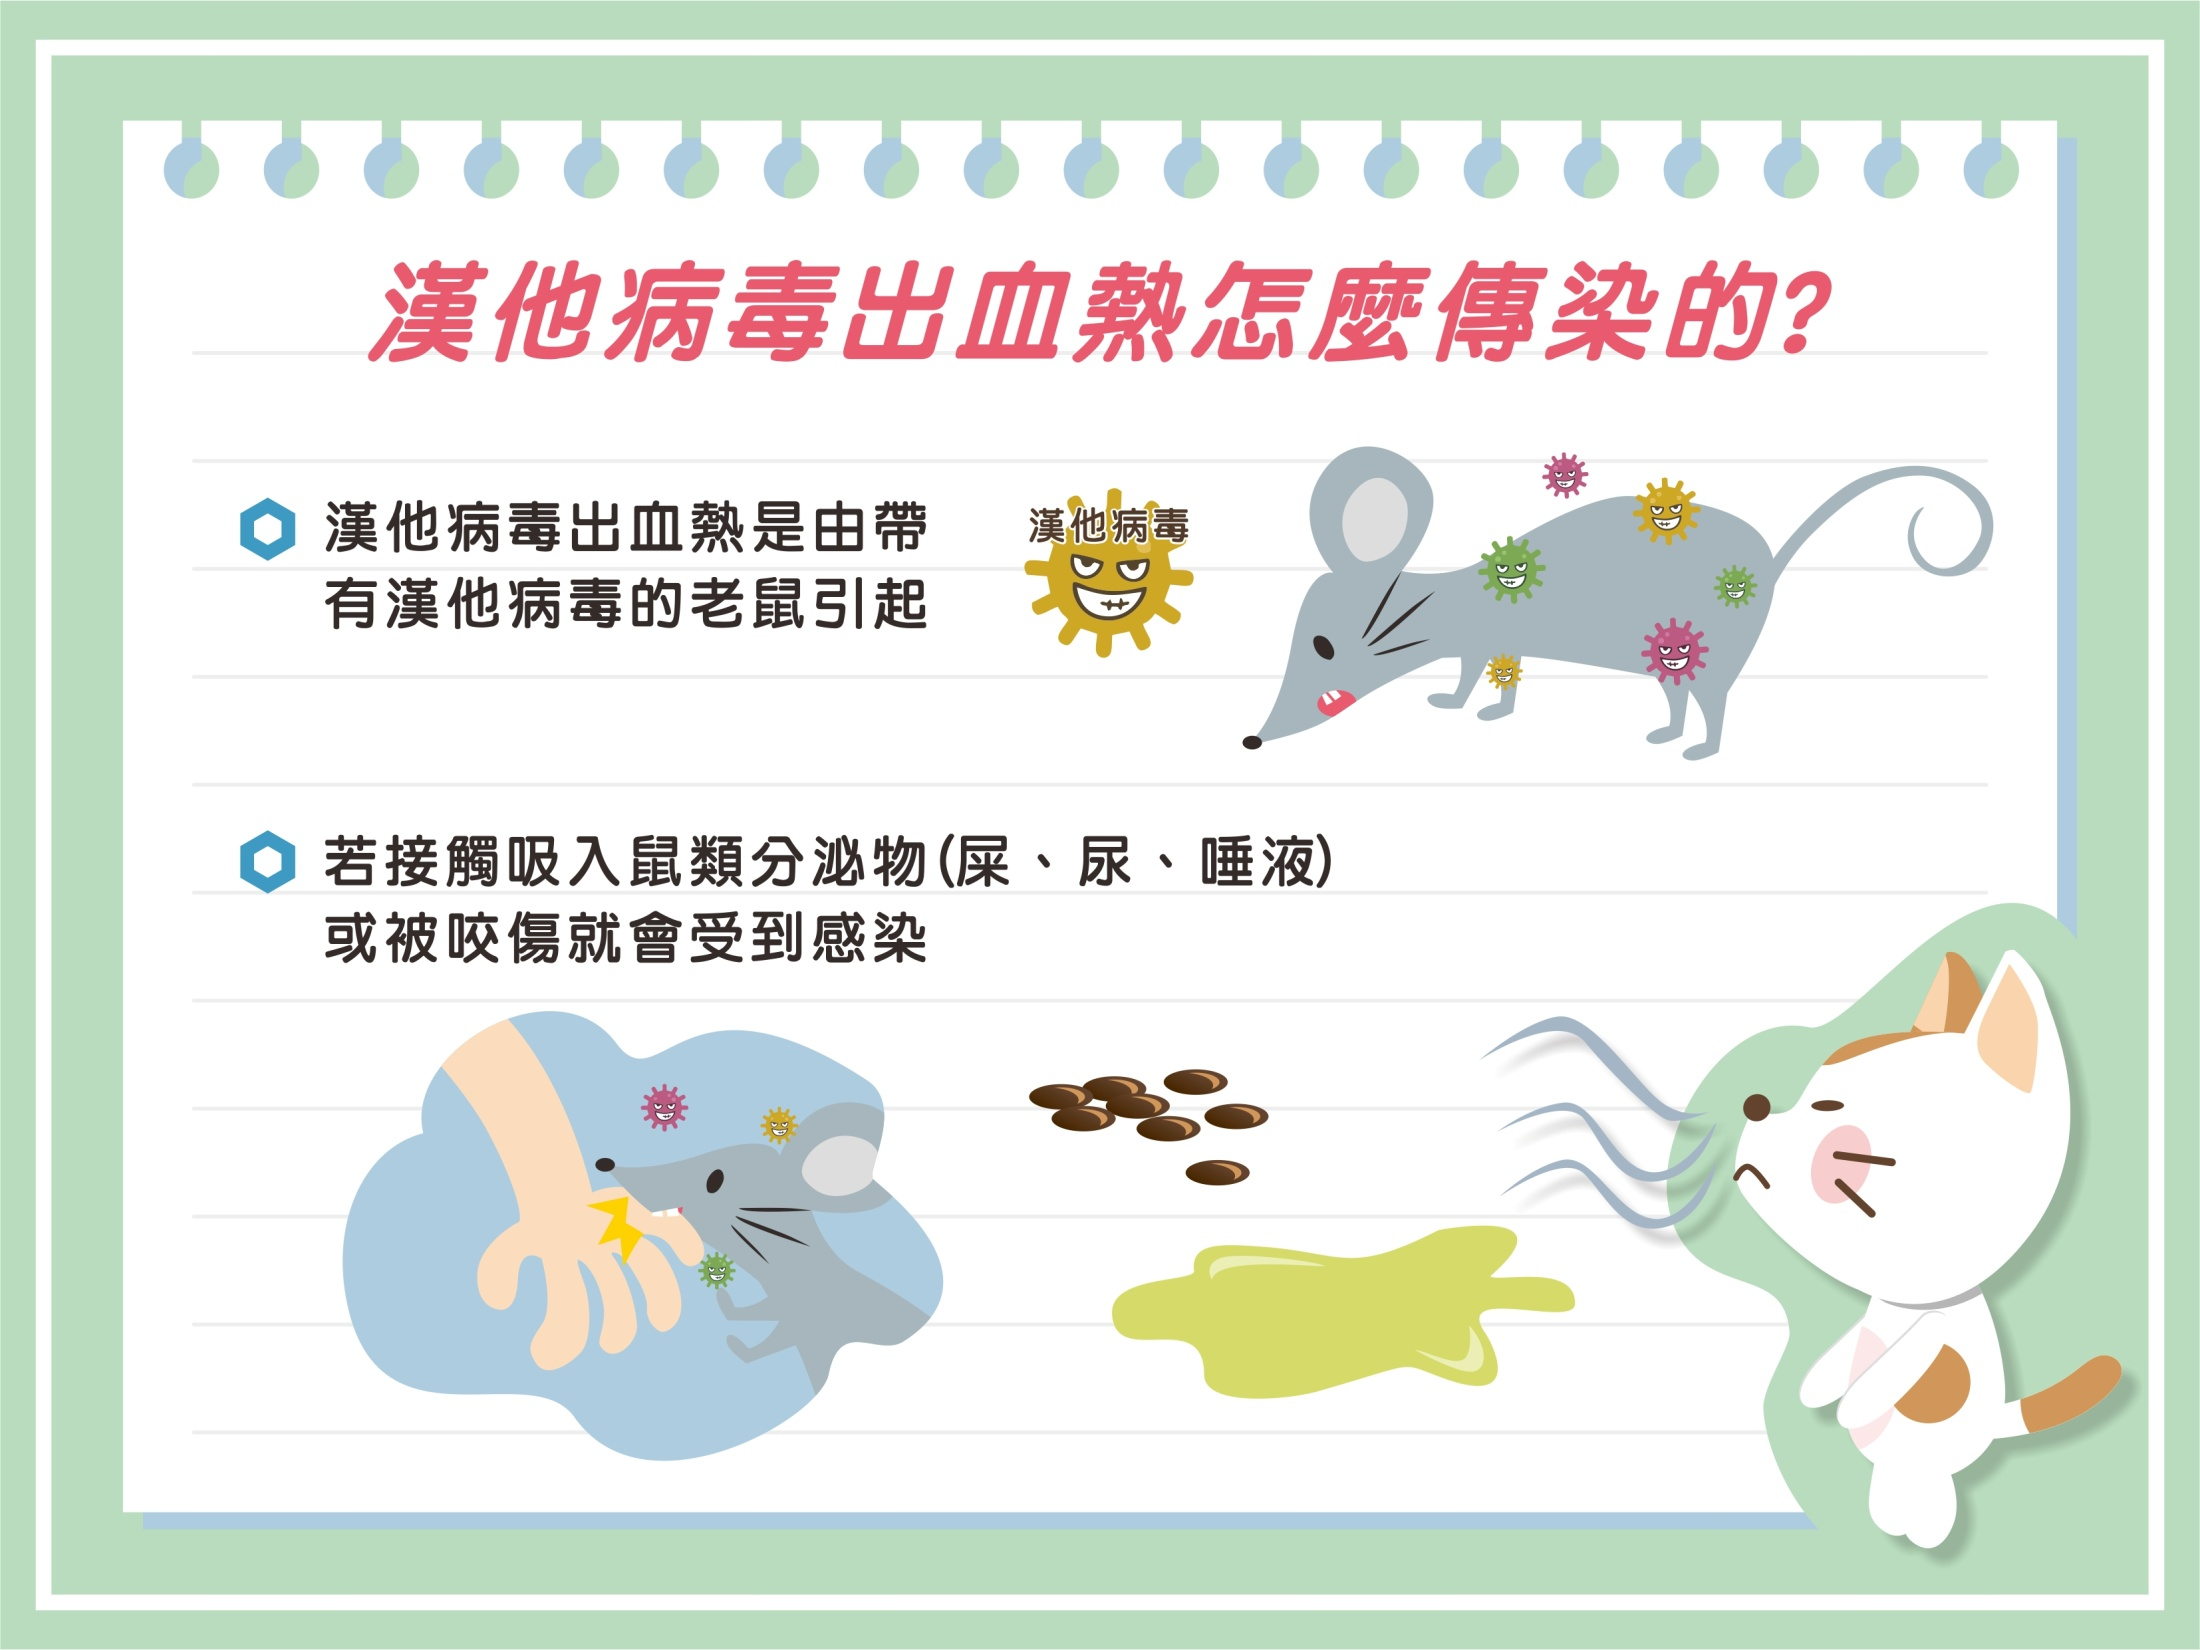 漢他病毒出血熱怎麼傳染的?
漢他病毒出血熱是由帶
有漢他病毒的老鼠引起
漢他病毒
若接觸吸入鼠類分泌物(屎、尿、唾液)
或被咬傷就會受到感染